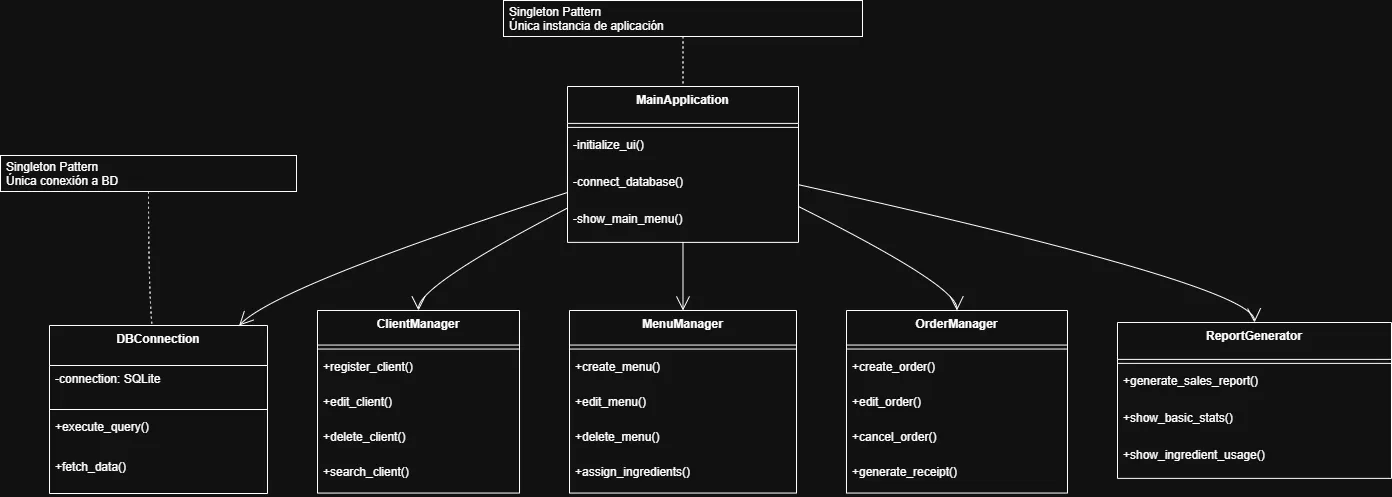 Singleton Pattern
Única instancia de aplicación
MainApplication
-initialize_ui()
-connect_database()
-show_main_menu()
Singleton Pattern
Única conexión a BD
DBConnection
-connection: SQLite
+execute_query()
+fetch_data()
ClientManager
+register_client()
+edit_client()
+delete_client()
+search_client()
MenuManager
+create_menu()
+edit_menu()
+delete_menu()
+assign_ingredients()
OrderManager
+create_order()
+edit_order()
+cancel_order()
+generate_receipt()
ReportGenerator
+generate_sales_report()
+show_basic_stats()
+show_ingredient_usage()